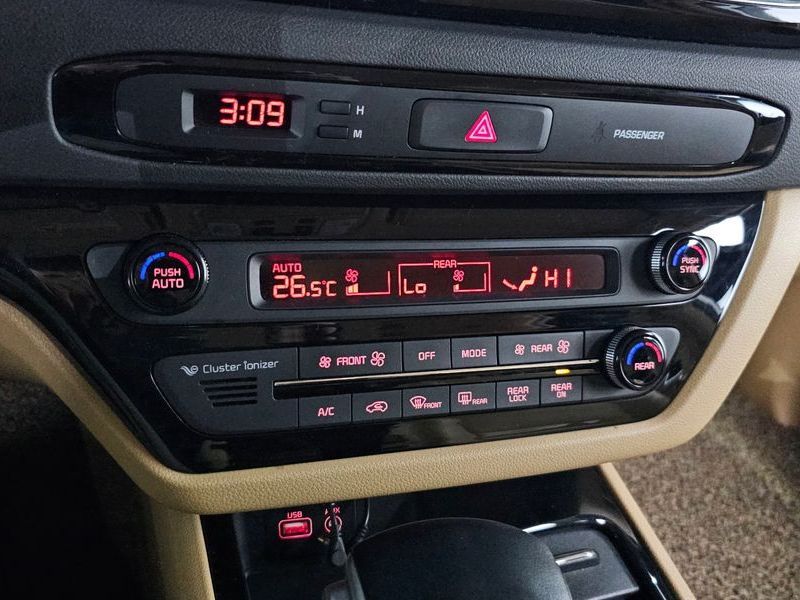 3:09
H
M
PASSENGER
PUSH
AUTO
AUTO
26.5°C
REAR
Lo
HI
PUSH
SYNC
Cluster ionizer
FRONT
OFF
MODE
REAR
REAR
A/C
FRONT
REAR
REAR
LOCK
REAR
ON
USB
AUX